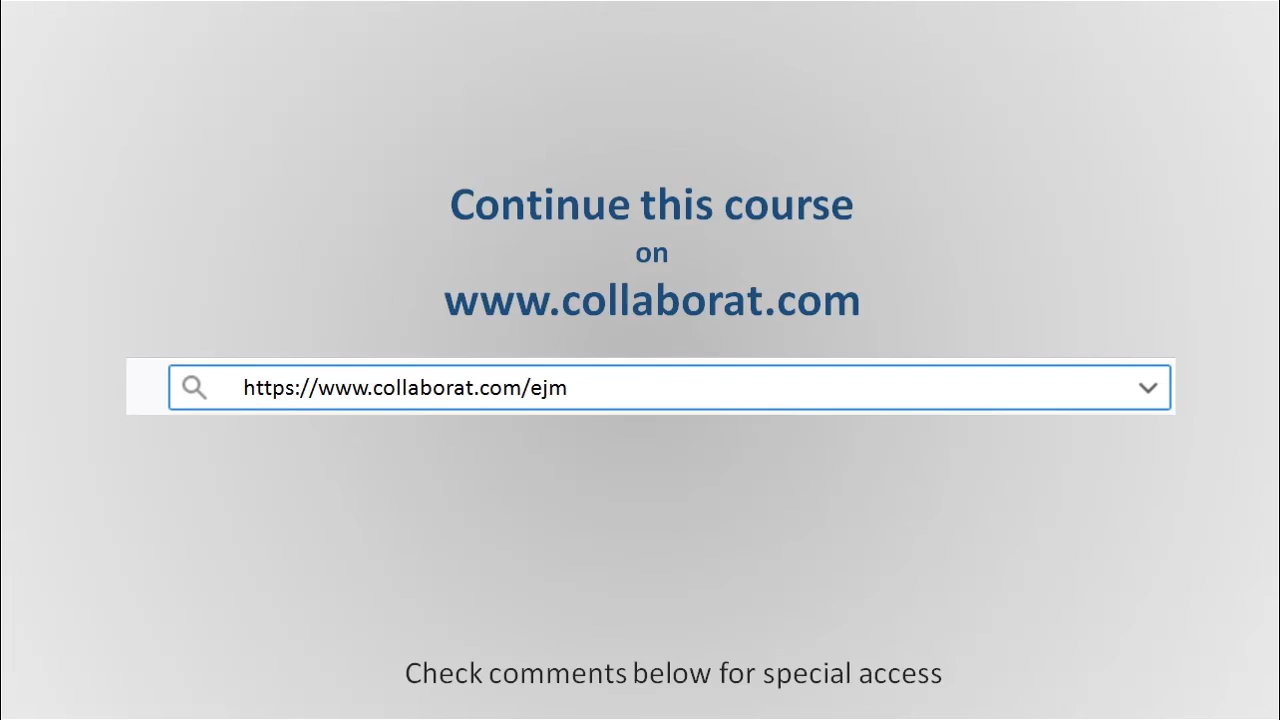 Continue this course
on
www.collaborat.com
https://www.collaborat.com/ejm
Check comments below for special access